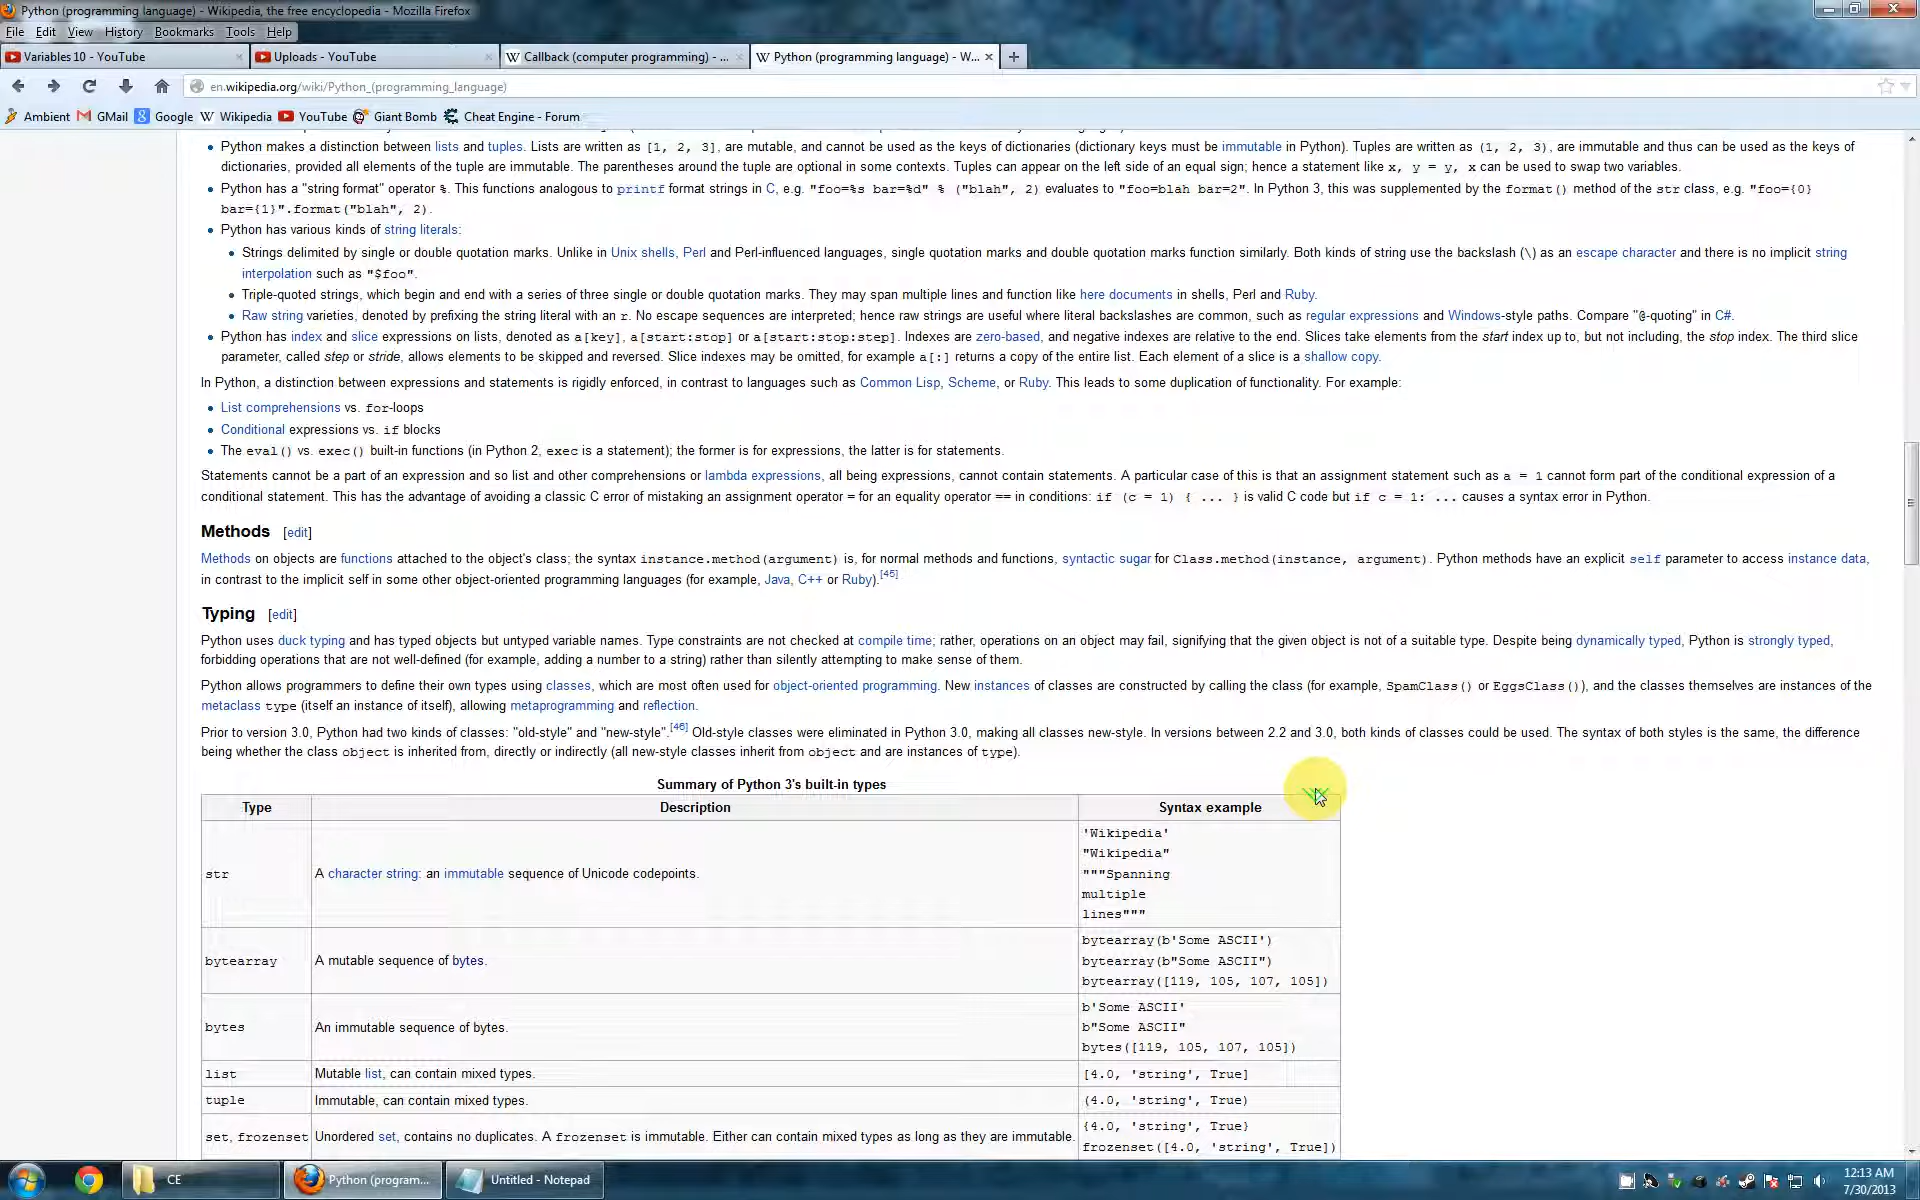 Python (programming language) - Wikipedia, the free encyclopedia - Mozilla Firefox
File Edit View History Bookmarks Tools Help
Variables 10 - YouTube
Uploads - YouTube
Callback (computer programming) - ...
Python (programming language) - W...
en.wikipedia.org/wiki/Python_(programming_language)
Ambient GMail Google Wikipedia YouTube Giant Bomb Cheat Engine - Forum
Python makes a distinction between lists and tuples. Lists are written as [1, 2, 3], are mutable, and cannot be used as the keys of dictionaries (dictionary keys must be immutable in Python). Tuples are written as (1, 2, 3), are immutable and thus can be used as the keys of
dictionaries, provided all elements of the tuple are immutable. The parentheses around the tuple are optional in some contexts. Tuples can appear on the left side of an equal sign; hence a statement like x, y = y, x can be used to swap two variables.
Python has a "string format" operator %. This functions analogous to printf format strings in C, e.g. "foo=%s bar=%d" % ("blah", 2) evaluates to "foo=blah bar=2". In Python 3, this was supplemented by the format() method of the str class, e.g. "foo={0}
bar={1}".format("blah", 2).
Python has various kinds of string literals:
Strings delimited by single or double quotation marks. Unlike in Unix shells, Perl and Perl-influenced languages, single quotation marks and double quotation marks function similarly. Both kinds of string use the backslash (\) as an escape character and there is no implicit string
interpolation such as "$foo".
Triple-quoted strings, which begin and end with a series of three single or double quotation marks. They may span multiple lines and function like here documents in shells, Perl and Ruby.
Raw string varieties, denoted by prefixing the string literal with an r. No escape sequences are interpreted; hence raw strings are useful where literal backslashes are common, such as regular expressions and Windows-style paths. Compare "@-quoting" in C#.
Python has index and slice expressions on lists, denoted as a[key], a[start:stop] or a[start:stop:step]. Indexes are zero-based, and negative indexes are relative to the end. Slices take elements from the start index up to, but not including, the stop index. The third slice
parameter, called step or stride, allows elements to be skipped and reversed. Slice indexes may be omitted, for example a[:] returns a copy of the entire list. Each element of a slice is a shallow copy.
In Python, a distinction between expressions and statements is rigidly enforced, in contrast to languages such as Common Lisp, Scheme, or Ruby. This leads to some duplication of functionality. For example:
List comprehensions vs. for-loops
Conditional expressions vs. if blocks
The eval() vs. exec() built-in functions (in Python 2, exec is a statement); the former is for expressions, the latter is for statements.
Statements cannot be a part of an expression and so list and other comprehensions or lambda expressions, all being expressions, cannot contain statements. A particular case of this is that an assignment statement such as a = 1 cannot form part of the conditional expression of a
conditional statement. This has the advantage of avoiding a classic C error of mistaking an assignment operator = for an equality operator == in conditions: if (c = 1) { ... } is valid C code but if c = 1: ... causes a syntax error in Python.
Methods [edit]
Methods on objects are functions attached to the object's class; the syntax instance.method(argument) is, for normal methods and functions, syntactic sugar for Class.method(instance, argument). Python methods have an explicit self parameter to access instance data,
in contrast to the implicit self in some other object-oriented programming languages (for example, Java, C++ or Ruby).[45]
Typing [edit]
Python uses duck typing and has typed objects but untyped variable names. Type constraints are not checked at compile time; rather, operations on an object may fail, signifying that the given object is not of a suitable type. Despite being dynamically typed, Python is strongly typed,
forbidding operations that are not well-defined (for example, adding a number to a string) rather than silently attempting to make sense of them.
Python allows programmers to define their own types using classes, which are most often used for object-oriented programming. New instances of classes are constructed by calling the class (for example, SpamClass() or EggsClass()), and the classes themselves are instances of the
metaclass type (itself an instance of itself), allowing metaprogramming and reflection.
Prior to version 3.0, Python had two kinds of classes: "old-style" and "new-style".[46] Old-style classes were eliminated in Python 3.0, making all classes new-style. In versions between 2.2 and 3.0, both kinds of classes could be used. The syntax of both styles is the same, the difference
being whether the class object is inherited from, directly or indirectly (all new-style classes inherit from object and are instances of type).
Summary of Python 3's built-in types
Type Description Syntax example
str A character string: an immutable sequence of Unicode codepoints.
'Wikipedia'
"Wikipedia"
"""Spanning
multiple
lines"""
bytearray A mutable sequence of bytes.
bytearray(b'Some ASCII')
bytearray(b"Some ASCII")
bytearray([119, 105, 107, 105])
bytes An immutable sequence of bytes.
b'Some ASCII'
b"Some ASCII"
bytes([119, 105, 107, 105])
list Mutable list, can contain mixed types. [4.0, 'string', True]
tuple Immutable, can contain mixed types. (4.0, 'string', True)
set, frozenset Unordered set, contains no duplicates. A frozenset is immutable. Either can contain mixed types as long as they are immutable.
{4.0, 'string', True}
frozenset([4.0, 'string', True])
CE
Python (program...
Untitled - Notepad
12:13 AM
7/30/2013